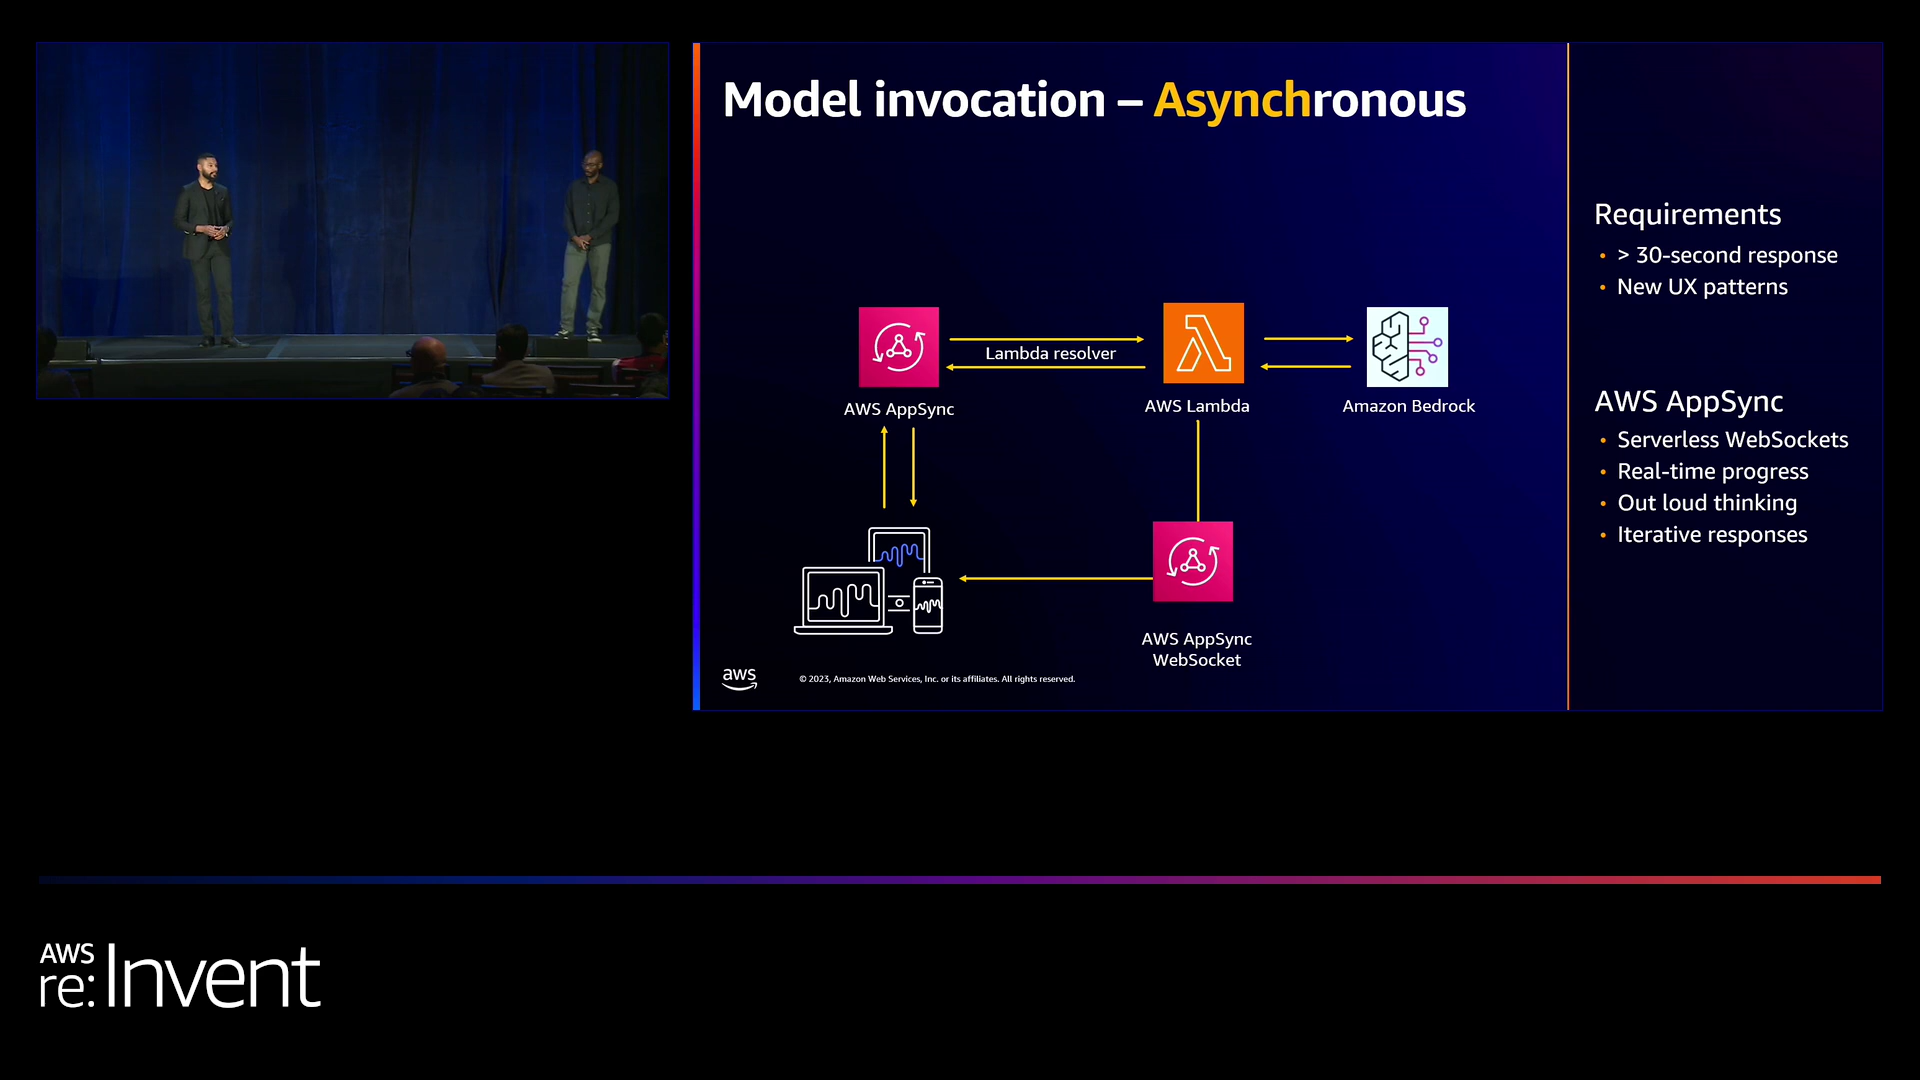 Model invocation – Asynchronous
Requirements
• > 30-second response
• New UX patterns
Lambda resolver
AWS AppSync
AWS Lambda
Amazon Bedrock
AWS AppSync
• Serverless WebSockets
• Real-time progress
• Out loud thinking
• Iterative responses
AWS AppSync
WebSocket
aws
© 2023, Amazon Web Services, Inc. or its affiliates. All rights reserved.
AWS
re:Invent